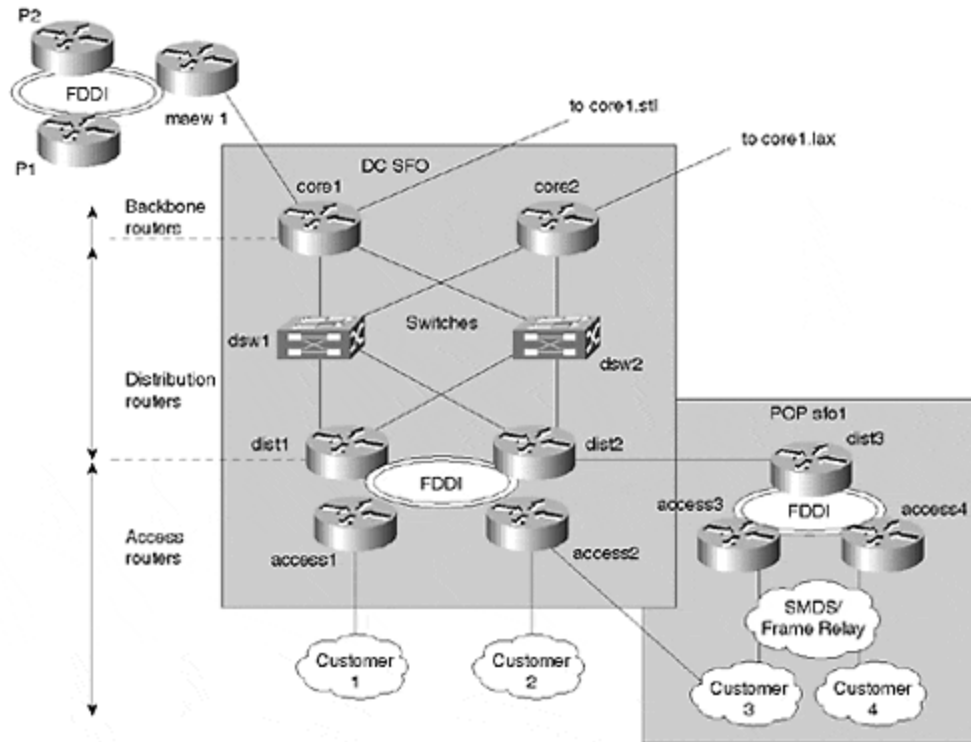 P2
FDDI
maew 1
P1
to core1.stl
to core1.lax
DC SFO
core1
core2
Backbone
routers
Switches
dsw1
dsw2
Distribution
routers
POP sfo1
dist1
dist2
dist3
FDDI
access3
access4
FDDI
Access
routers
access1
access2
SMDS/
Frame Relay
Customer
1
Customer
2
Customer
3
Customer
4